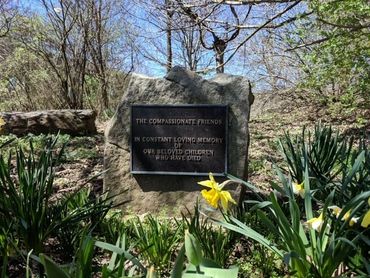 THE COMPASSIONATE FRIENDS
IN CONSTANT LOVING MEMORY
OF
OUR BELOVED CHILDREN
WHO HAVE DIED